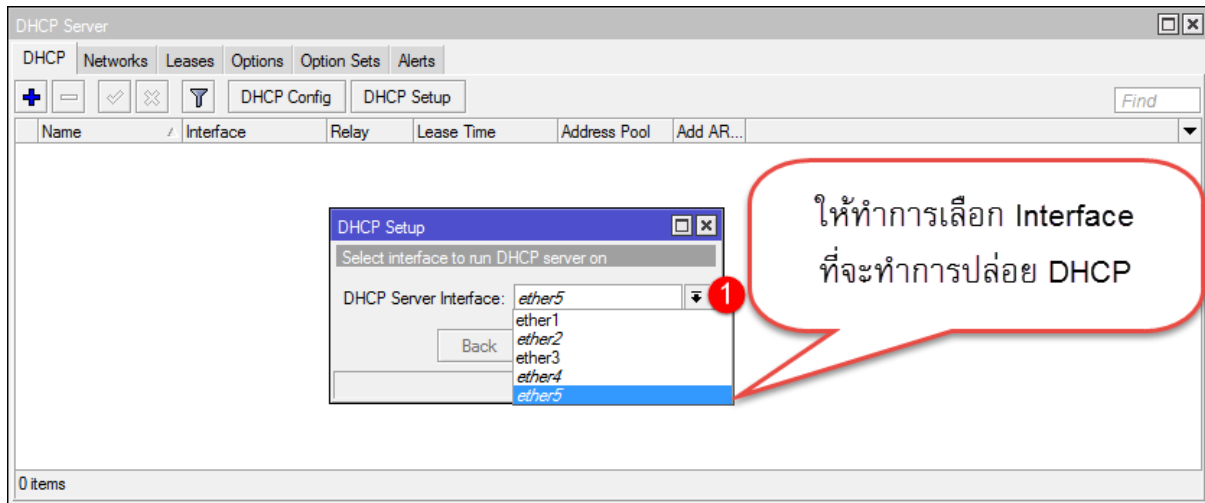 DHCP Server
DHCP Networks Leases Options Option Sets Alerts
DHCP Config DHCP Setup Find
Name Interface Relay Lease Time Address Pool Add AR...
DHCP Setup
Select interface to run DHCP server on
DHCP Server Interface: ether5 1
ether1
ether2
ether3
ether4
ether5
Back
ให้ทำการเลือก Interface
ที่จะทำการปล่อย DHCP
0 items